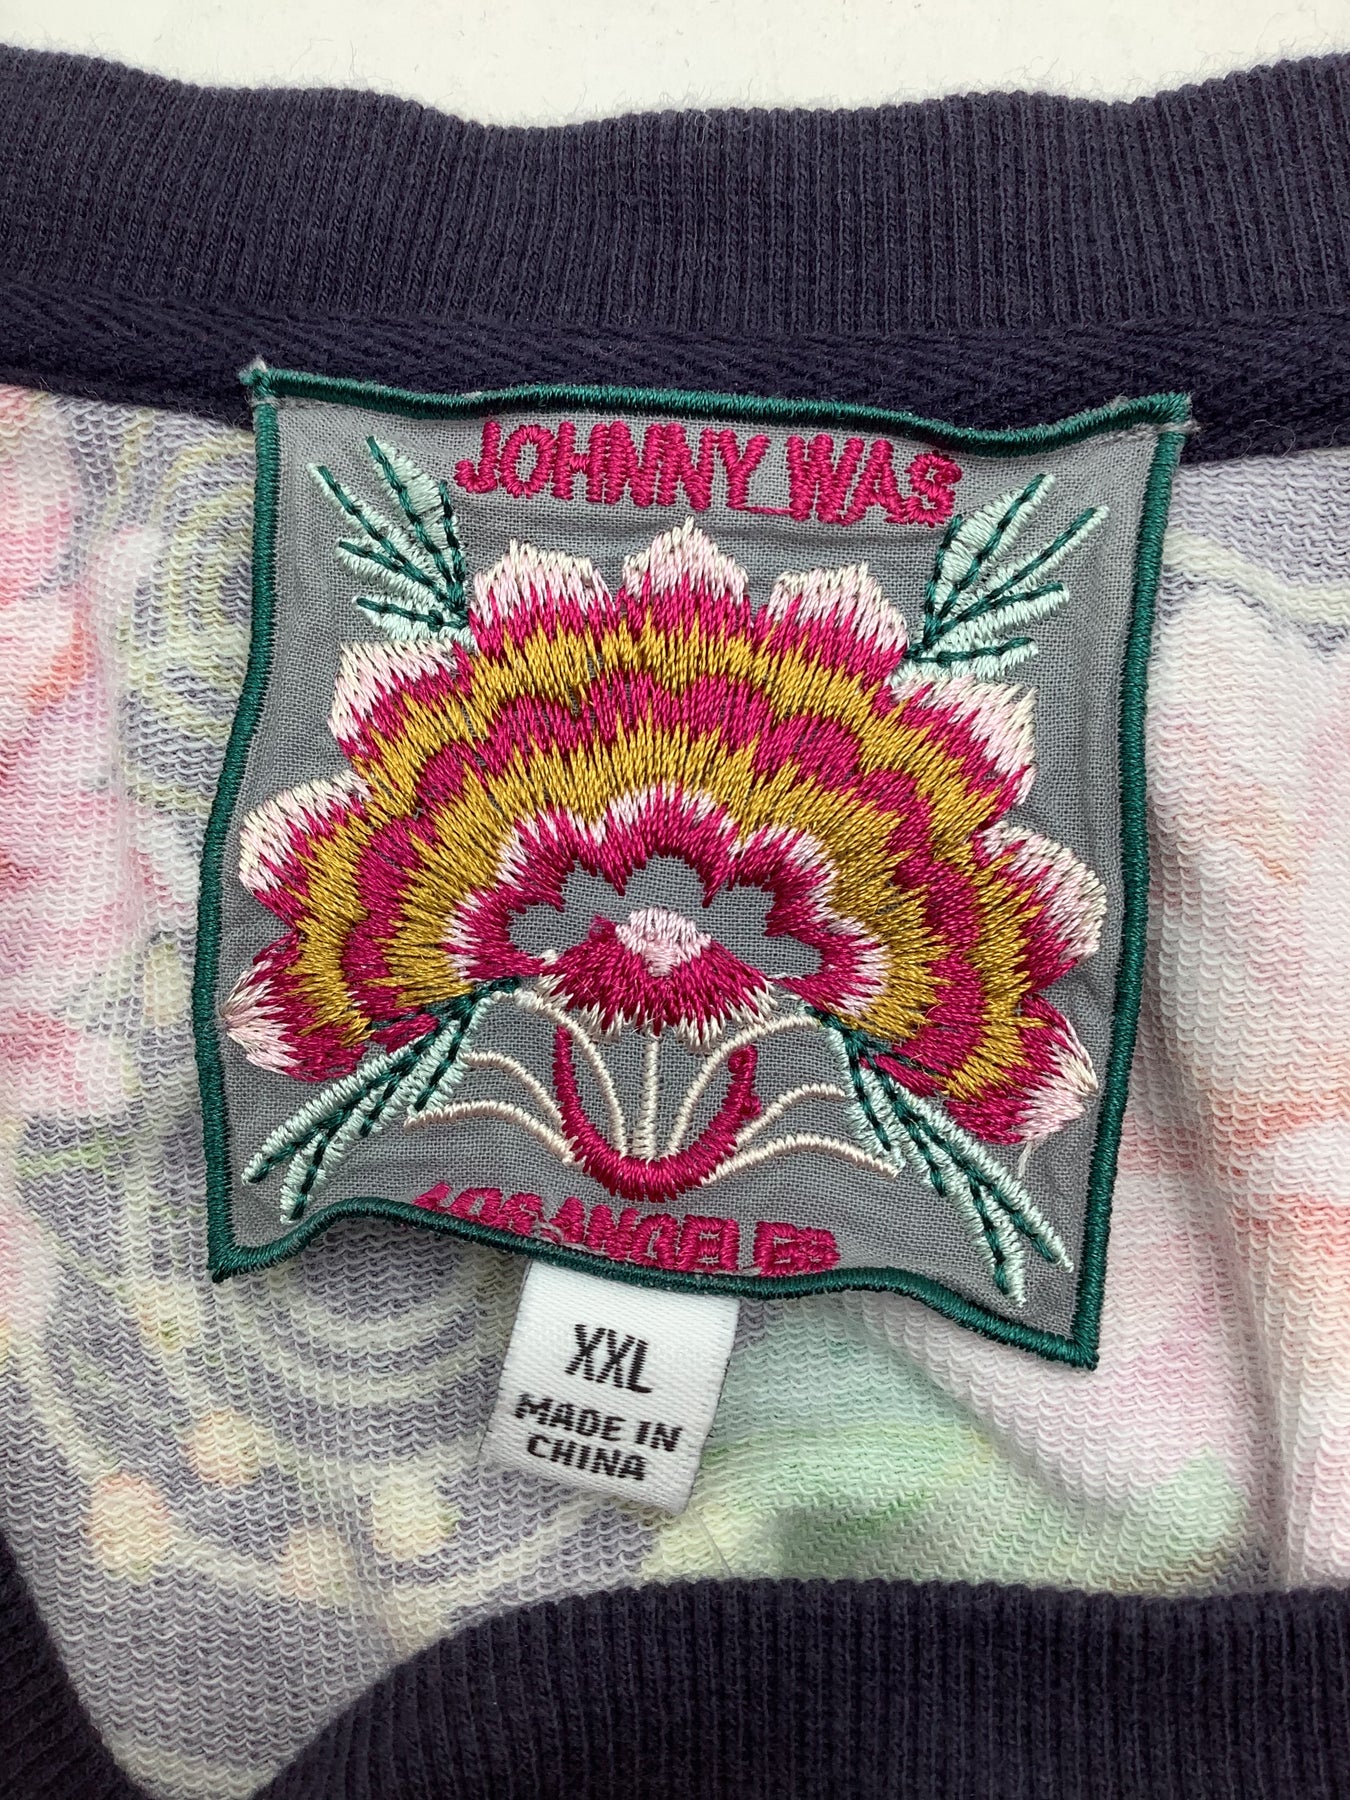 JOHNNY WAS
LOS ANGELES
XXL
MADE IN
CHINA